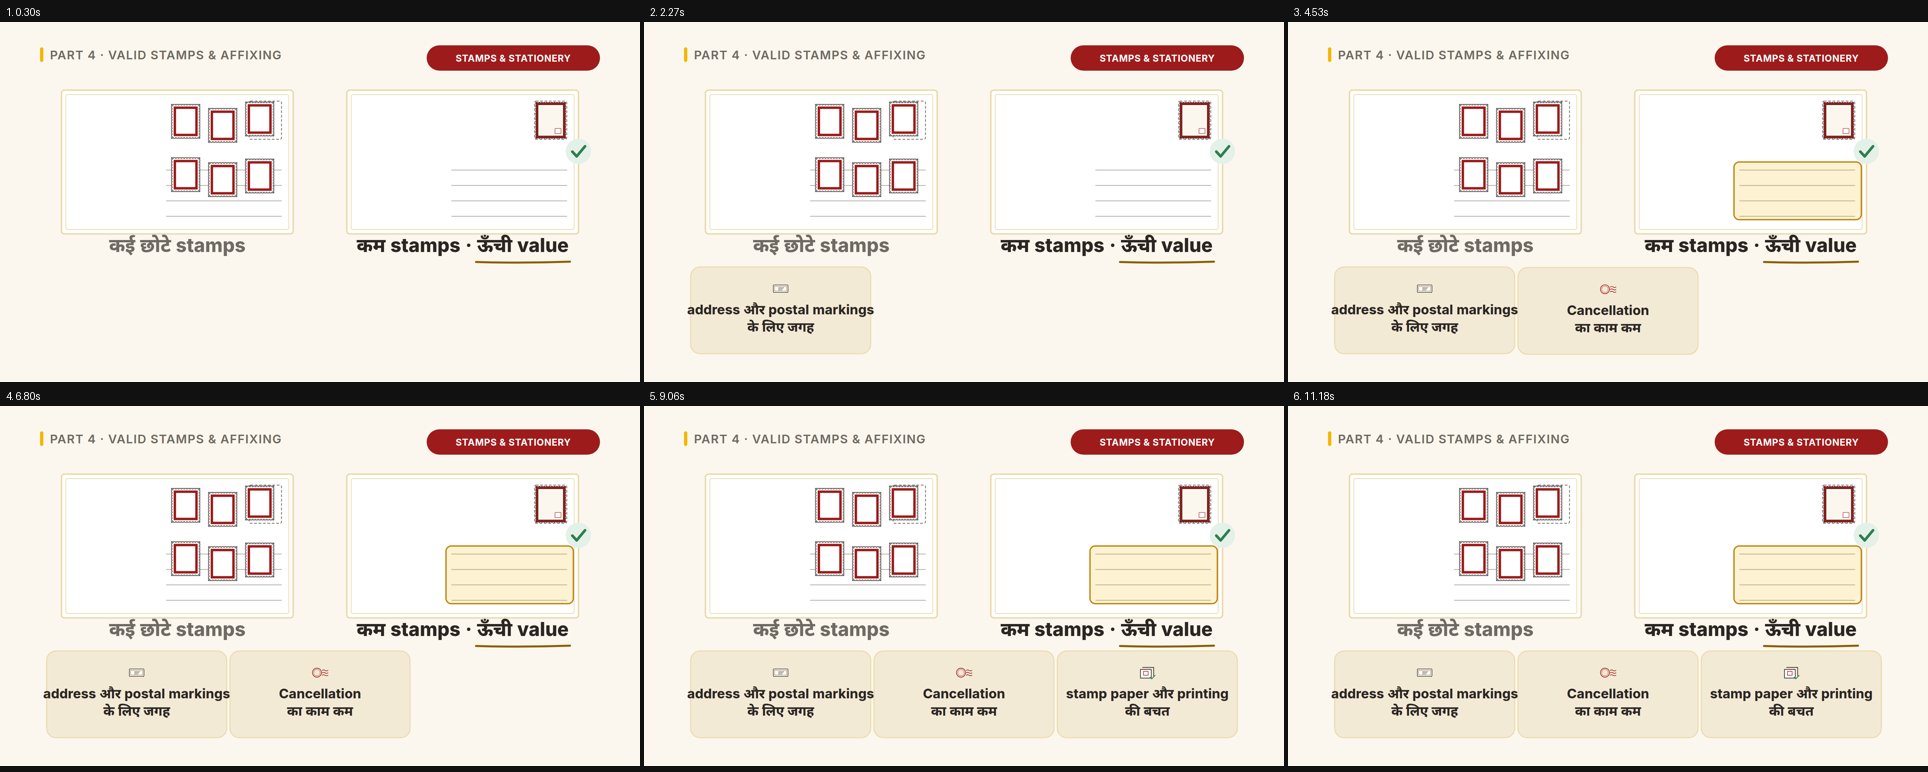 1. 0.30s
PART 4 · VALID STAMPS & AFFIXING
STAMPS & STATIONERY
कई छोटे stamps
कम stamps · ऊँची value
2. 2.27s
PART 4 · VALID STAMPS & AFFIXING
STAMPS & STATIONERY
कई छोटे stamps
कम stamps · ऊँची value
address और postal markings
के लिए जगह
3. 4.53s
PART 4 · VALID STAMPS & AFFIXING
STAMPS & STATIONERY
कई छोटे stamps
कम stamps · ऊँची value
address और postal markings
के लिए जगह
Cancellation
का काम कम
4. 6.80s
PART 4 · VALID STAMPS & AFFIXING
STAMPS & STATIONERY
कई छोटे stamps
कम stamps · ऊँची value
address और postal markings
के लिए जगह
Cancellation
का काम कम
5. 9.06s
PART 4 · VALID STAMPS & AFFIXING
STAMPS & STATIONERY
कई छोटे stamps
कम stamps · ऊँची value
address और postal markings
के लिए जगह
Cancellation
का काम कम
stamp paper और printing
की बचत
6. 11.18s
PART 4 · VALID STAMPS & AFFIXING
STAMPS & STATIONERY
कई छोटे stamps
कम stamps · ऊँची value
address और postal markings
के लिए जगह
Cancellation
का काम कम
stamp paper और printing
की बचत